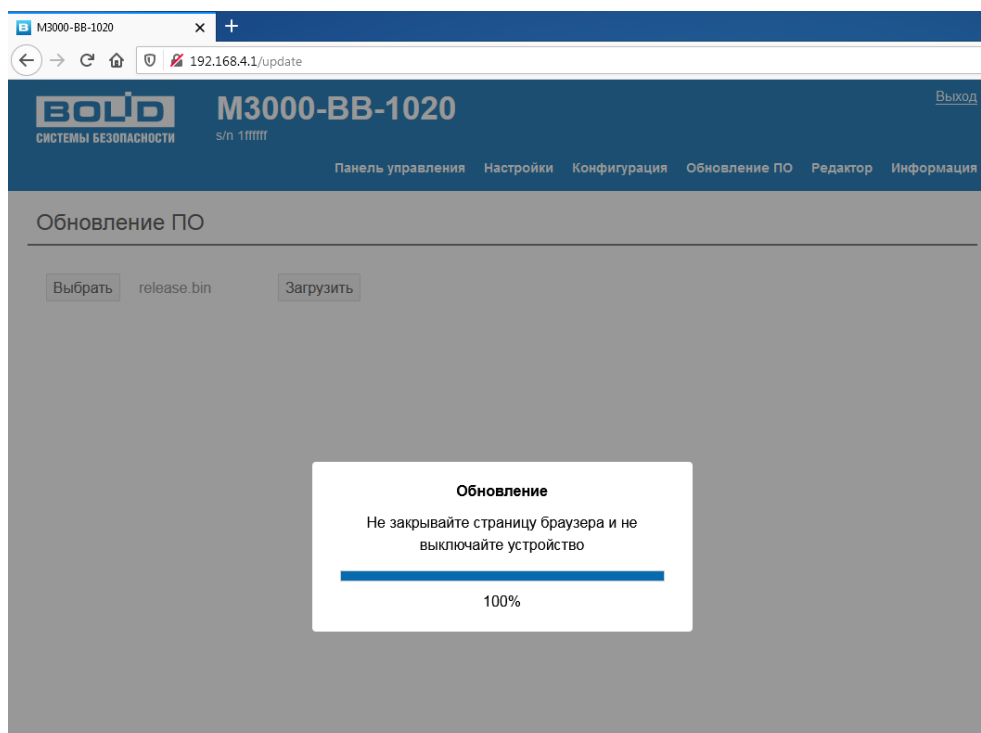 M3000-BB-1020
192.168.4.1/update
BOLID
СИСТЕМЫ БЕЗОПАСНОСТИ
M3000-BB-1020
s/n 1ffffff
Выход
Панель управления Настройки Конфигурация Обновление ПО Редактор Информация
Обновление ПО
Выбрать release.bin Загрузить
Обновление
Не закрывайте страницу браузера и не
выключайте устройство
100%